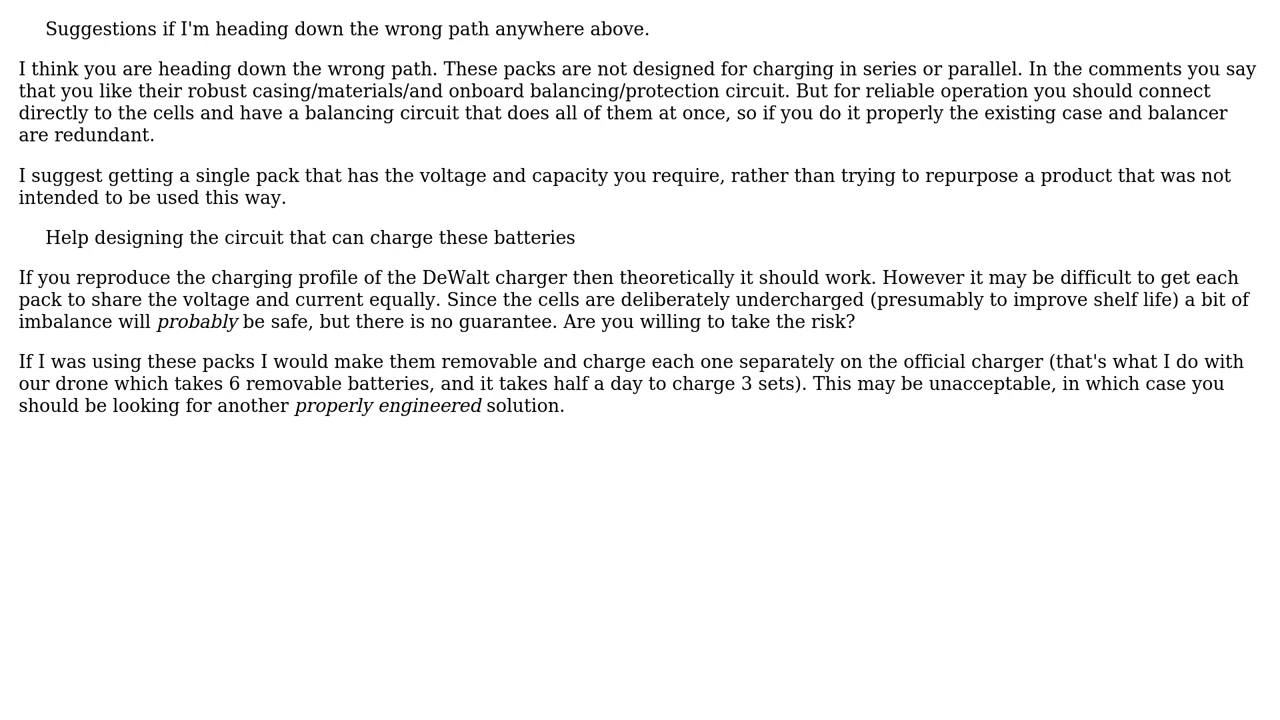 Suggestions if I'm heading down the wrong path anywhere above.
I think you are heading down the wrong path. These packs are not designed for charging in series or parallel. In the comments you say
that you like their robust casing/materials/and onboard balancing/protection circuit. But for reliable operation you should connect
directly to the cells and have a balancing circuit that does all of them at once, so if you do it properly the existing case and balancer
are redundant.
I suggest getting a single pack that has the voltage and capacity you require, rather than trying to repurpose a product that was not
intended to be used this way.
Help designing the circuit that can charge these batteries
If you reproduce the charging profile of the DeWalt charger then theoretically it should work. However it may be difficult to get each
pack to share the voltage and current equally. Since the cells are deliberately undercharged (presumably to improve shelf life) a bit of
imbalance will probably be safe, but there is no guarantee. Are you willing to take the risk?
If I was using these packs I would make them removable and charge each one separately on the official charger (that's what I do with
our drone which takes 6 removable batteries, and it takes half a day to charge 3 sets). This may be unacceptable, in which case you
should be looking for another properly engineered solution.